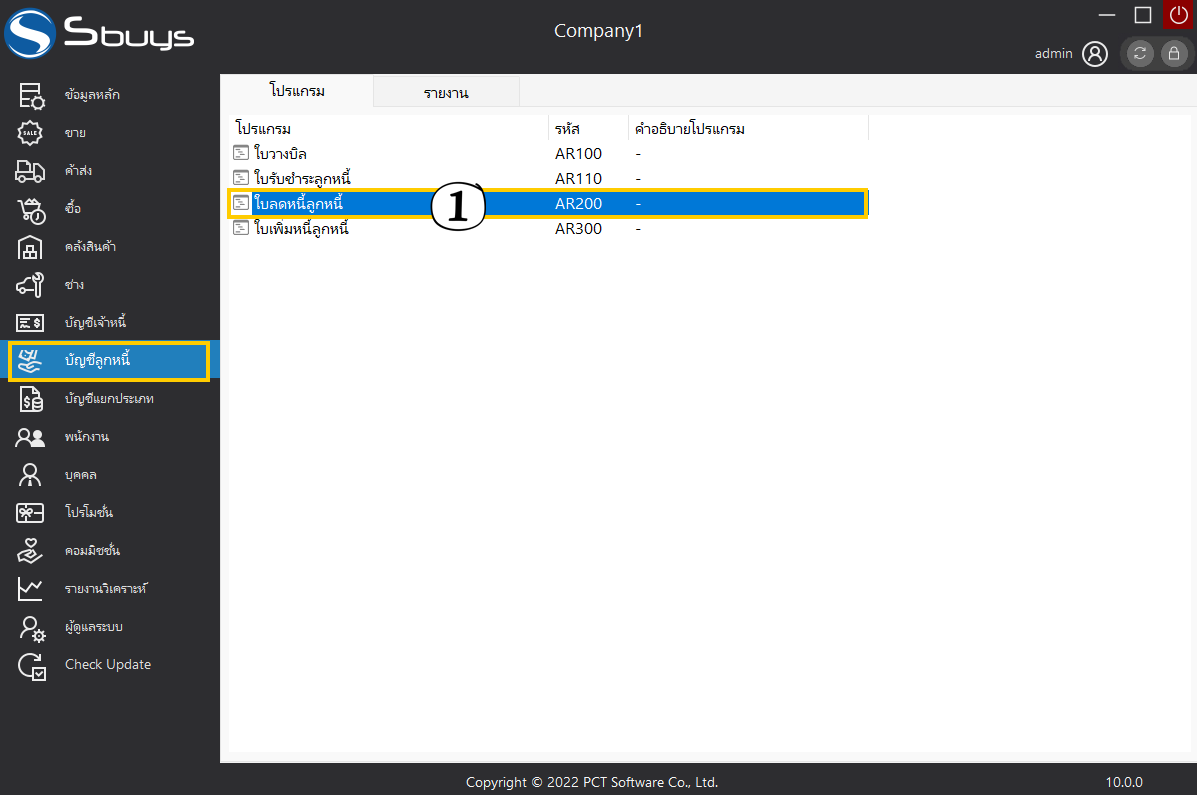 Sbuys
Company1
admin
ข้อมูลหลัก
ขาย
ค้าส่ง
ซื้อ
คลังสินค้า
ช่าง
บัญชีเจ้าหนี้
บัญชีลูกหนี้
บัญชีแยกประเภท
พนักงาน
บุคคล
โปรโมชั่น
คอมมิชชั่น
รายงานวิเคราะห์
ผู้ดูแลระบบ
Check Update
โปรแกรม รายงาน
โปรแกรม รหัส คำอธิบายโปรแกรม
ใบวางบิล AR100 -
ใบรับชำระลูกหนี้ AR110 -
ใบลดหนี้ลูกหนี้ 1 AR200 -
ใบเพิ่มหนี้ลูกหนี้ AR300 -
Copyright © 2022 PCT Software Co., Ltd. 10.0.0